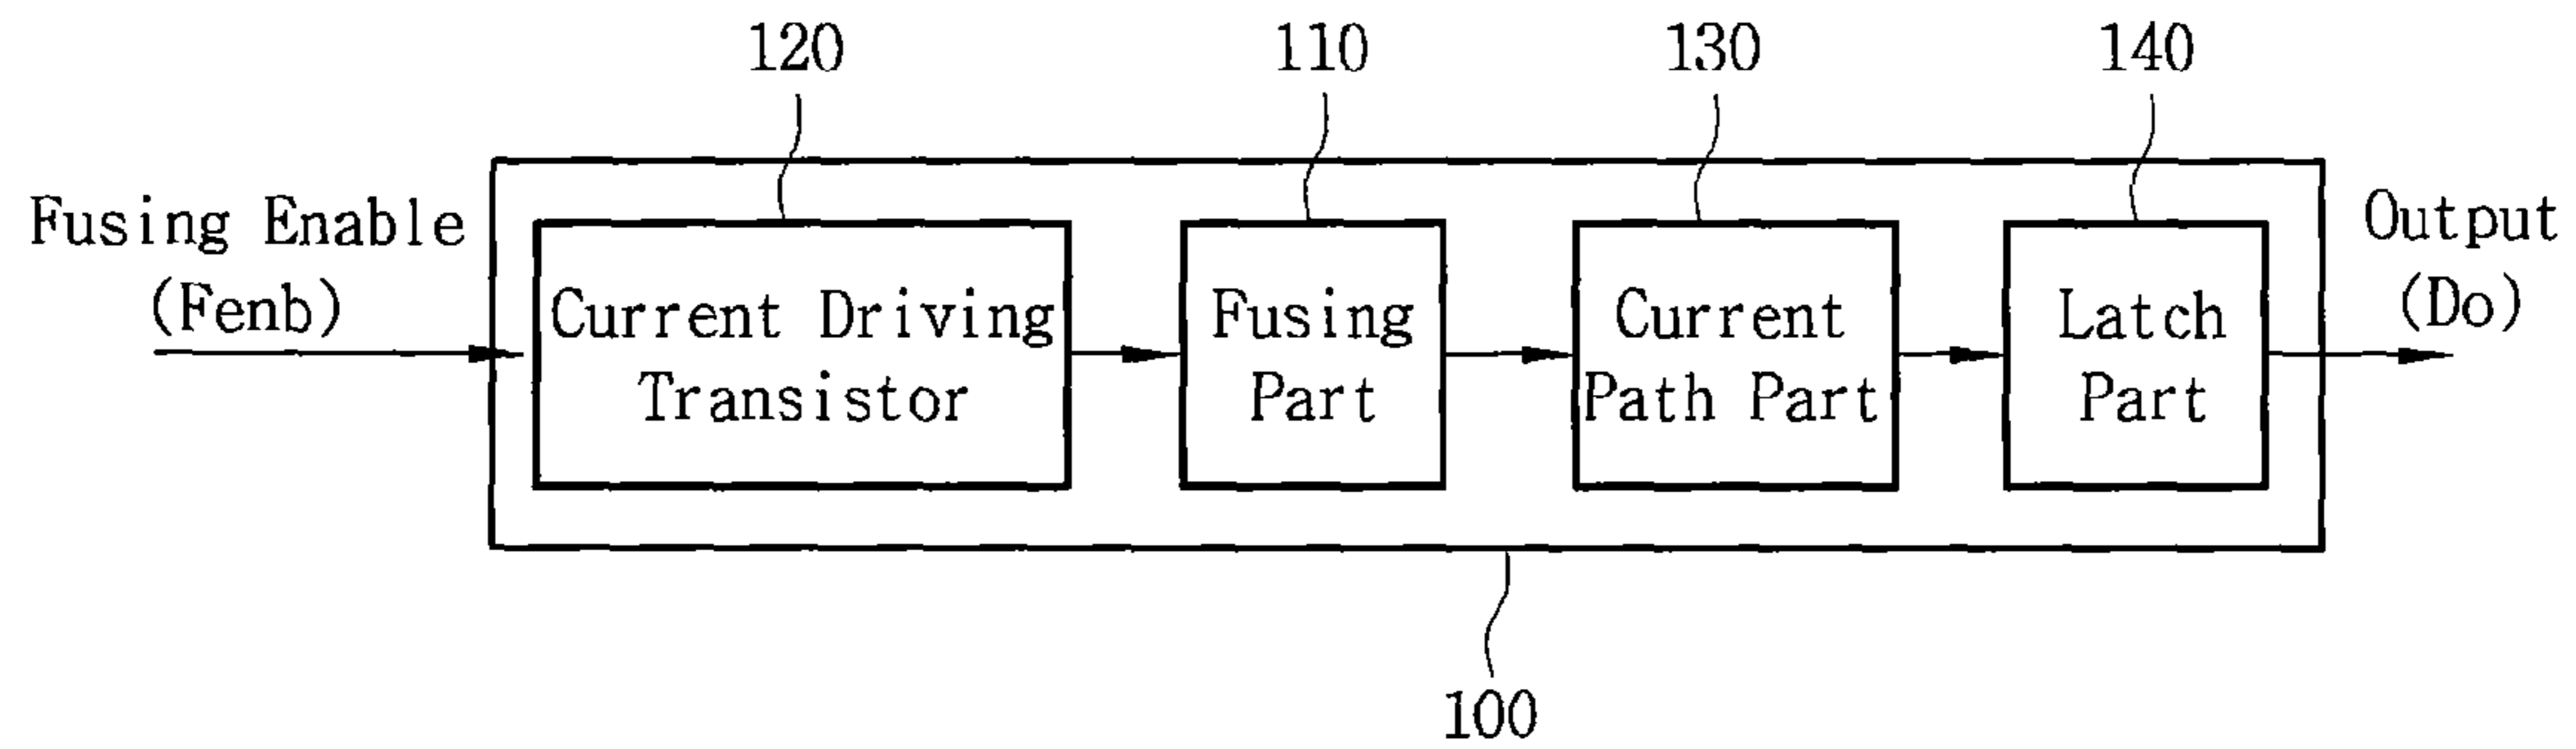 120
110
130
140
Fusing Enable
(Fenb)
Current Driving
Transistor
Fusing
Part
Current
Path Part
Latch
Part
Output
(Do)
100